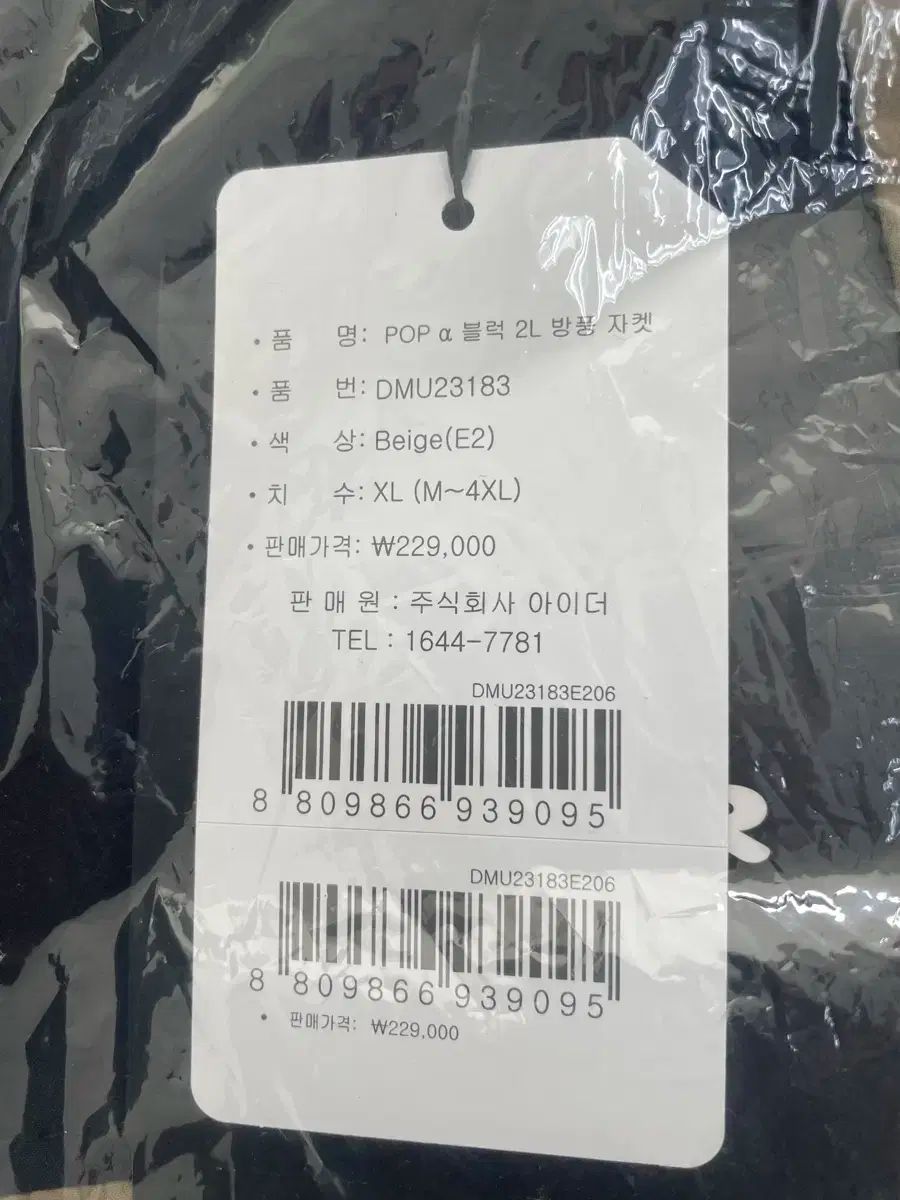 • 품 명: POP α 블럭 2L 방풍 자켓
• 품 번: DMU23183
• 색 상: Beige(E2)
• 치 수: XL (M~4XL)
• 판매가격: ₩229,000
판 매 원 : 주식회사 아이더
TEL : 1644-7781
DMU23183E206
8 809866 939095
DMU23183E206
8 809866 939095
• 판매가격: ₩229,000
R